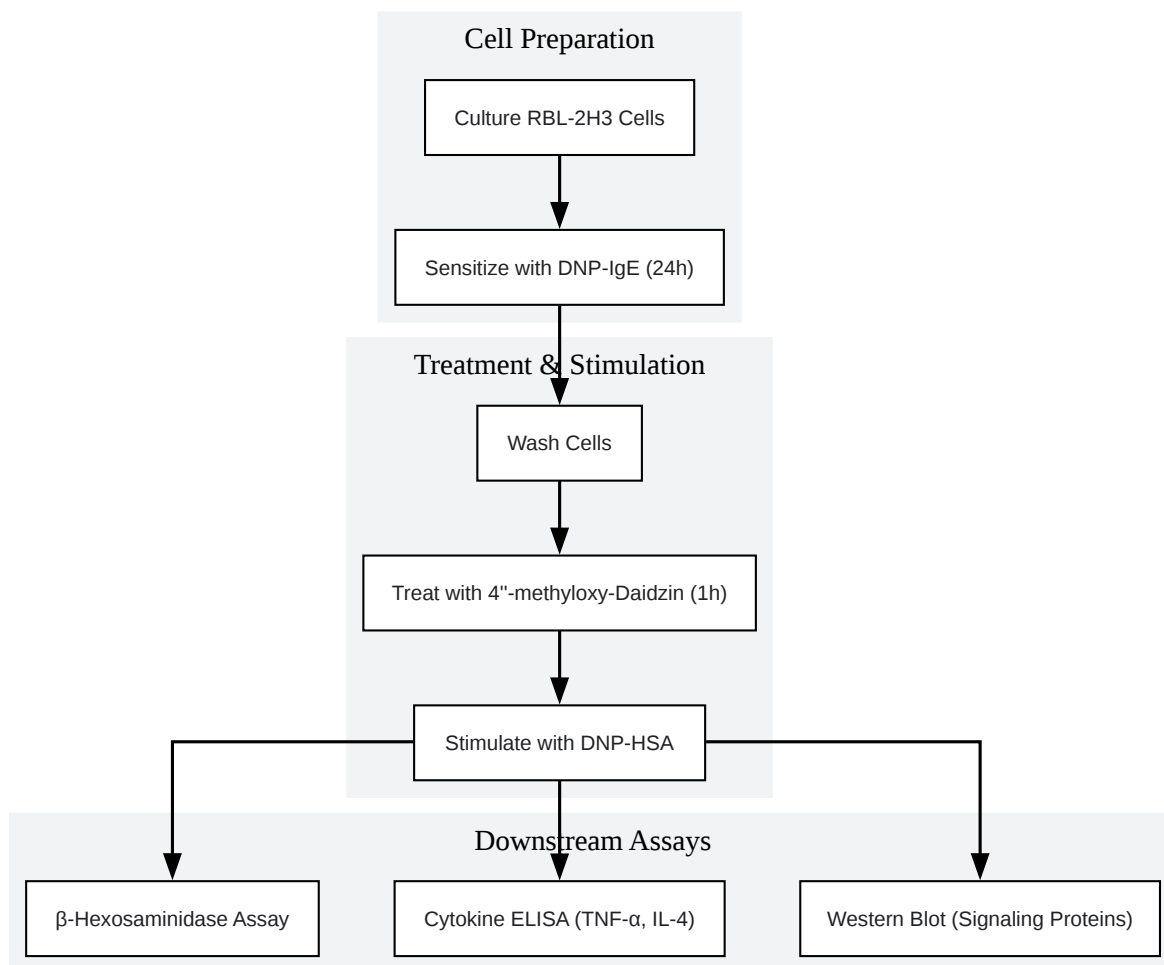 Cell Preparation
Culture RBL-2H3 Cells
Sensitize with DNP-IgE (24h)
Treatment & Stimulation
Wash Cells
Treat with 4''-methyloxy-Daidzin (1h)
Stimulate with DNP-HSA
Downstream Assays
β-Hexosaminidase Assay
Cytokine ELISA (TNF-α, IL-4)
Western Blot (Signaling Proteins)